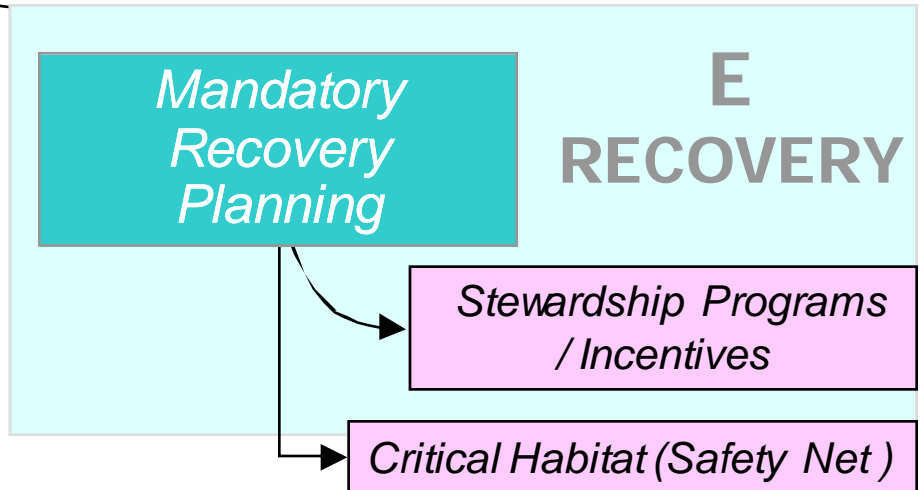 Mandatory
Recovery
Planning
E
RECOVERY
Stewardship Programs
/ Incentives
Critical Habitat (Safety Net )